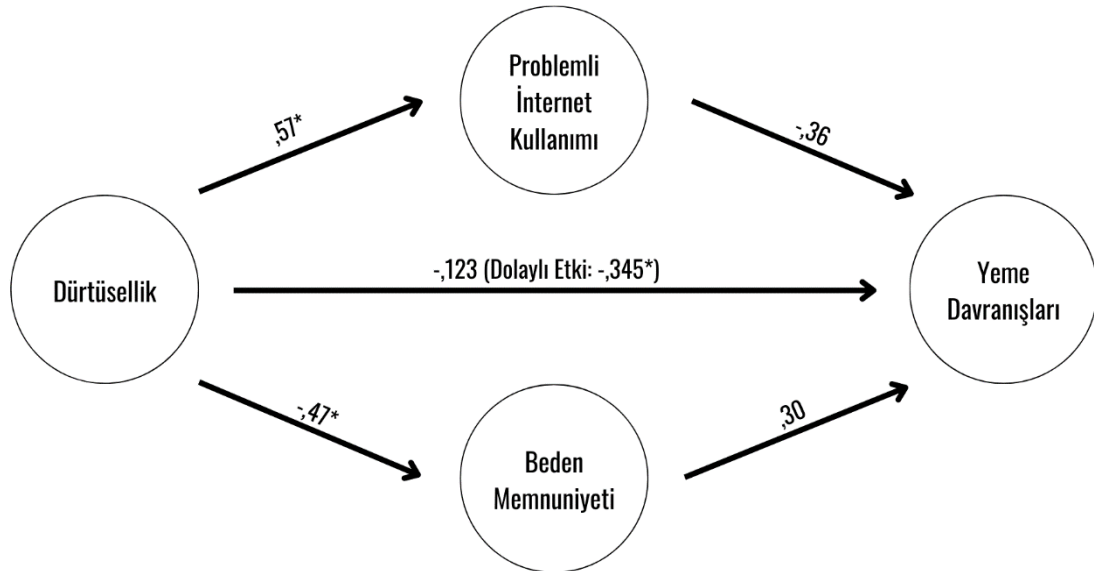 Problemli
İnternet
Kullanımı
,57*
-,36
Dürtüsellik
-,123 (Dolaylı Etki: -,345*)
Yeme
Davranışları
-,47*
,30
Beden
Memnuniyeti